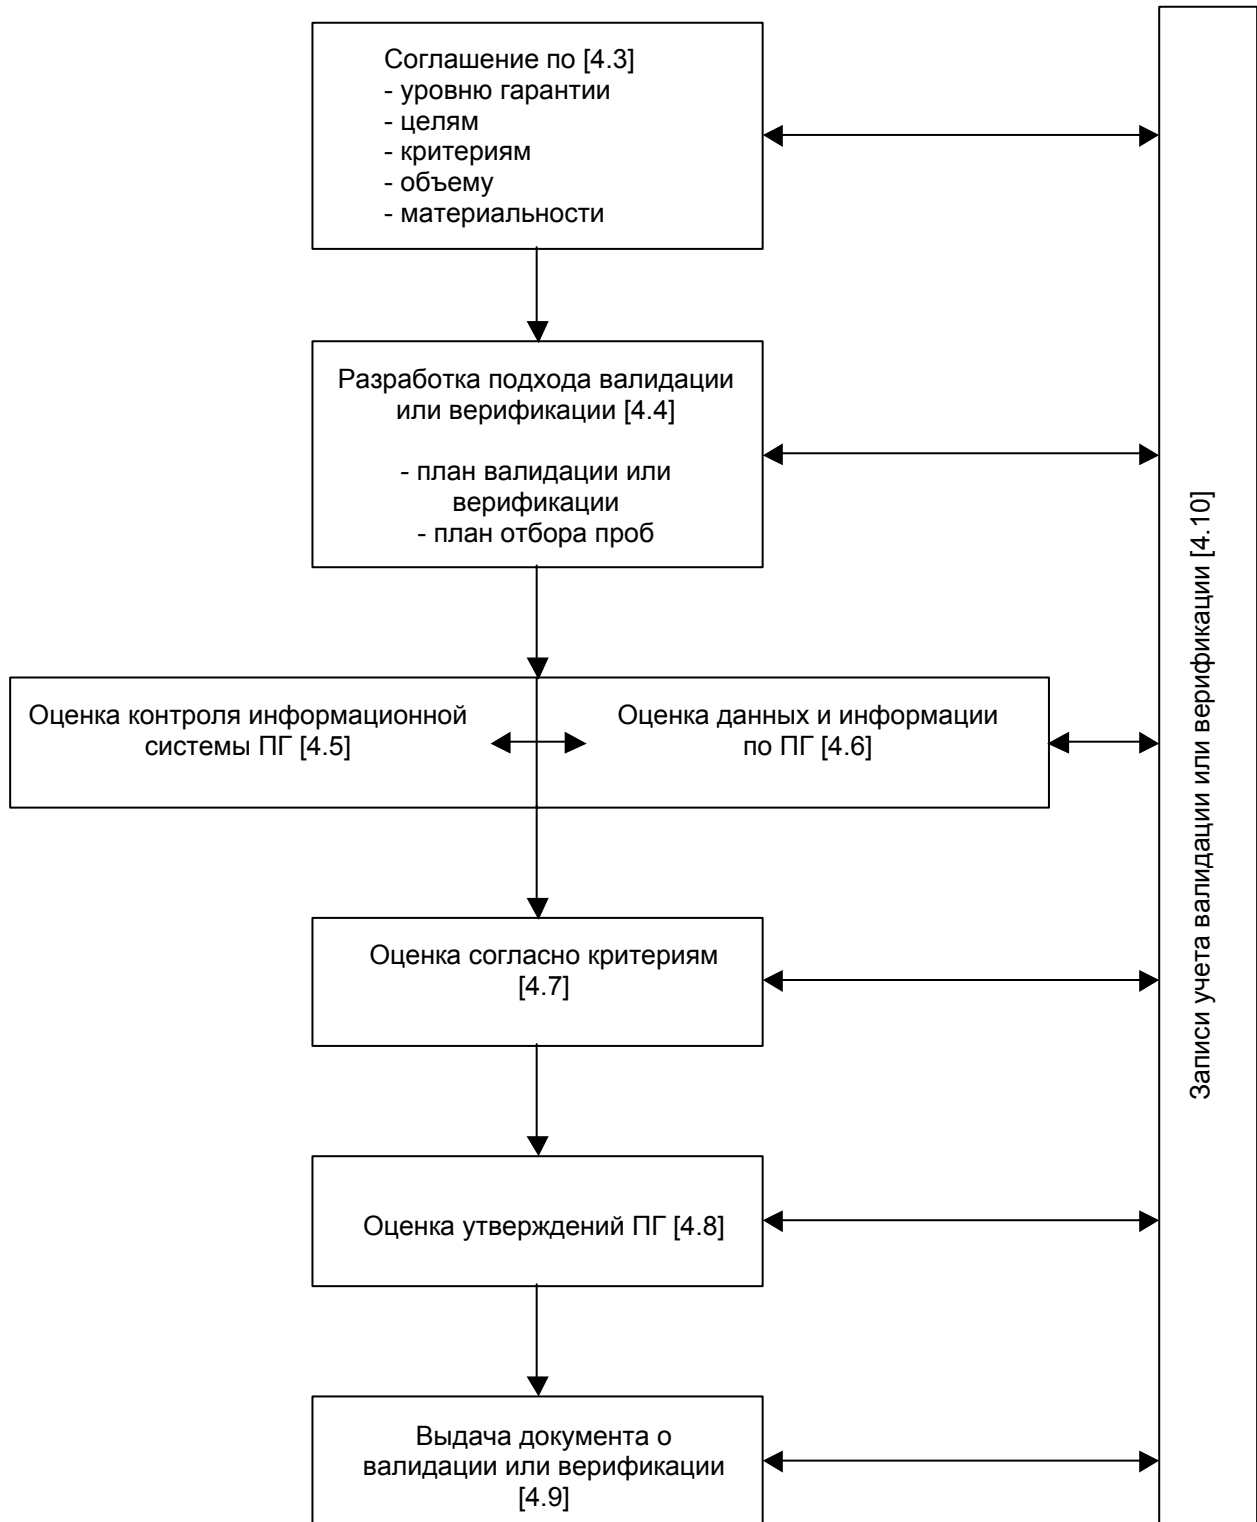 Соглашение по [4.3]
- уровню гарантии
- целям
- критериям
- объему
- материальности
Разработка подхода валидации
или верификации [4.4]
- план валидации или
верификации
- план отбора проб
Оценка контроля информационной
системы ПГ [4.5]
Оценка данных и информации
по ПГ [4.6]
Оценка согласно критериям
[4.7]
Оценка утверждений ПГ [4.8]
Выдача документа о
валидации или верификации
[4.9]
Записи учета валидации или верификации [4.10]